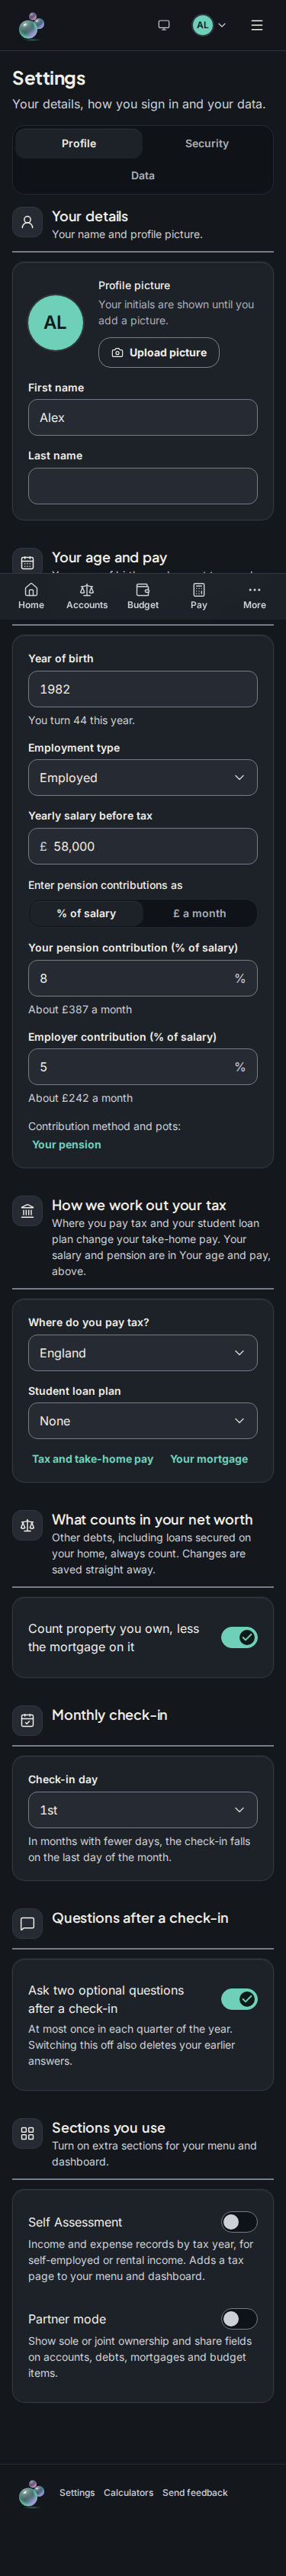 AL
Settings
Your details, how you sign in and your data.
Profile
Security
Data
Your details
Your name and profile picture.
AL
Profile picture
Your initials are shown until you
add a picture.
Upload picture
First name
Alex
Last name
Your age and pay
Home
Accounts
Budget
Pay
More
Year of birth
1982
You turn 44 this year.
Employment type
Employed
Yearly salary before tax
£ 58,000
Enter pension contributions as
% of salary
£ a month
Your pension contribution (% of salary)
8 %
About £387 a month
Employer contribution (% of salary)
5 %
About £242 a month
Contribution method and pots:
Your pension
How we work out your tax
Where you pay tax and your student loan
plan change your take-home pay. Your
salary and pension are in Your age and pay,
above.
Where do you pay tax?
England
Student loan plan
None
Tax and take-home pay
Your mortgage
What counts in your net worth
Other debts, including loans secured on
your home, always count. Changes are
saved straight away.
Count property you own, less
the mortgage on it
Monthly check-in
Check-in day
1st
In months with fewer days, the check-in falls
on the last day of the month.
Questions after a check-in
Ask two optional questions
after a check-in
At most once in each quarter of the year.
Switching this off also deletes your earlier
answers.
Sections you use
Turn on extra sections for your menu and
dashboard.
Self Assessment
Income and expense records by tax year, for
self-employed or rental income. Adds a tax
page to your menu and dashboard.
Partner mode
Show sole or joint ownership and share fields
on accounts, debts, mortgages and budget
items.
Settings
Calculators
Send feedback